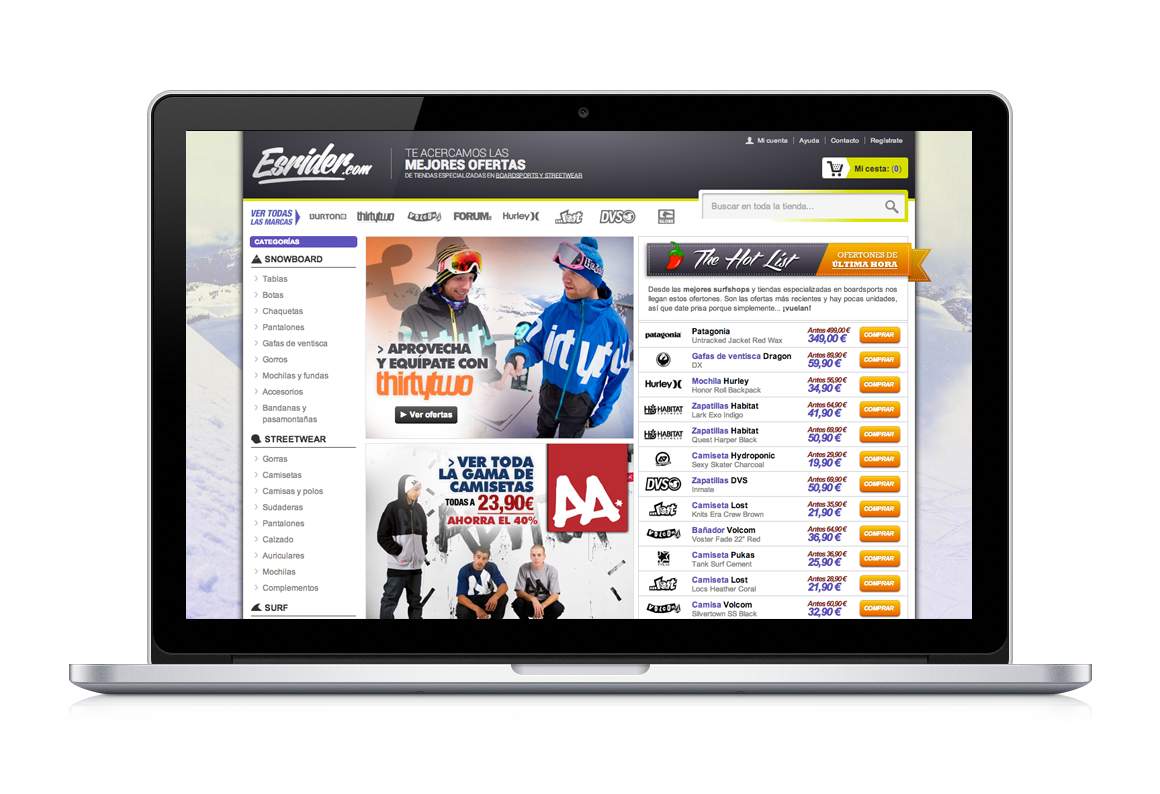 Mi cuenta | Ayuda | Contacto | Regístrate
Esrider.com
TE ACERCAMOS LAS
MEJORES OFERTAS
DE TIENDAS ESPECIALIZADAS EN BOARDSPORTS Y STREETWEAR
Mi cesta: (0)
Buscar en toda la tienda...
VER TODAS
LAS MARCAS
BURTON thirtytwo VOLCOM FORUM Hurley Lost DVS GLOBE
CATEGORÍAS
SNOWBOARD
Tablas
Botas
Chaquetas
Pantalones
Gafas de ventisca
Gorros
Mochilas y fundas
Accesorios
Bandanas y
pasamontañas
STREETWEAR
Gorras
Camisetas
Camisas y polos
Sudaderas
Pantalones
Calzado
Auriculares
Mochilas
Complementos
SURF
> APROVECHA
Y EQUÍPATE CON
thirtytwo
Ver ofertas
> VER TODA
LA GAMA DE
CAMISETAS
TODAS A 23,90€
AHORRA EL 40%
AA
The Hot List
OFERTONES DE
ÚLTIMA HORA
Desde las mejores surfshops y tiendas especializadas en boardsports nos
llegan estos ofertones. Son las ofertas más recientes y hay pocas unidades,
así que date prisa porque simplemente... ¡vuelan!
patagonia Patagonia Antes 499,00 € COMPRAR
Untracked Jacket Red Wax 349,00 €
Gafas de ventisca Dragon Antes 89,90 € COMPRAR
DX 59,90 €
Hurley Mochila Hurley Antes 56,90 € COMPRAR
Honor Roll Backpack 34,90 €
HABITAT Zapatillas Habitat Antes 64,90 € COMPRAR
Lark Exo Indigo 41,90 €
HABITAT Zapatillas Habitat Antes 69,90 € COMPRAR
Quest Harper Black 50,90 €
Camiseta Hydroponic Antes 29,90 € COMPRAR
Sexy Skater Charcoal 19,90 €
DVS Zapatillas DVS Antes 69,90 € COMPRAR
Inmate 50,90 €
Lost Camiseta Lost Antes 35,90 € COMPRAR
Knits Era Crew Brown 21,90 €
VOLCOM Bañador Volcom Antes 64,90 € COMPRAR
Voster Fade 22" Red 36,90 €
Camiseta Pukas Antes 36,90 € COMPRAR
Tank Surf Cement 25,90 €
Lost Camiseta Lost Antes 28,90 € COMPRAR
Locs Heather Coral 21,90 €
VOLCOM Camisa Volcom Antes 60,90 € COMPRAR
Silvertown SS Black 32,90 €